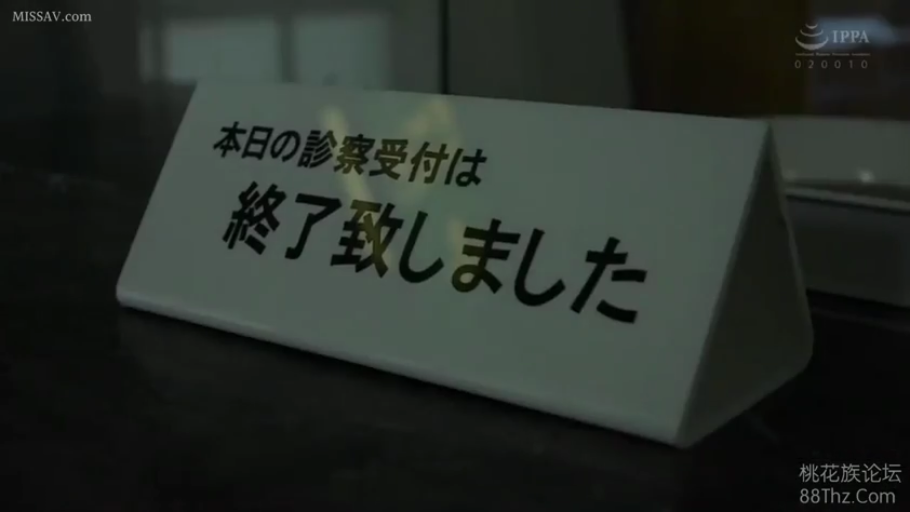 MISSAV.com
IPPA
020010
本日の診察受付は
終了致しました
桃花族论坛
88Thz.Com